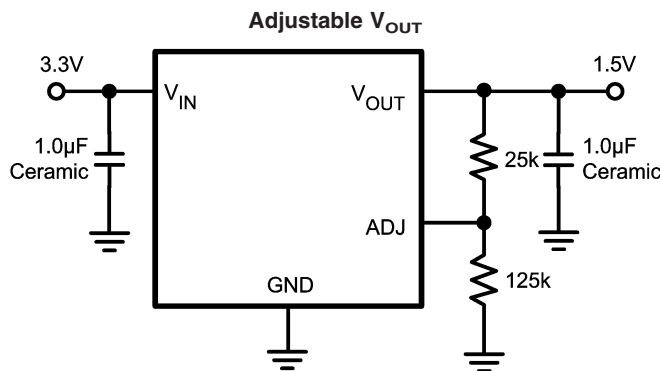 Adjustable VOUT
3.3V
1.5V
VIN
VOUT
1.0µF
Ceramic
25k
1.0µF
Ceramic
ADJ
GND
125k